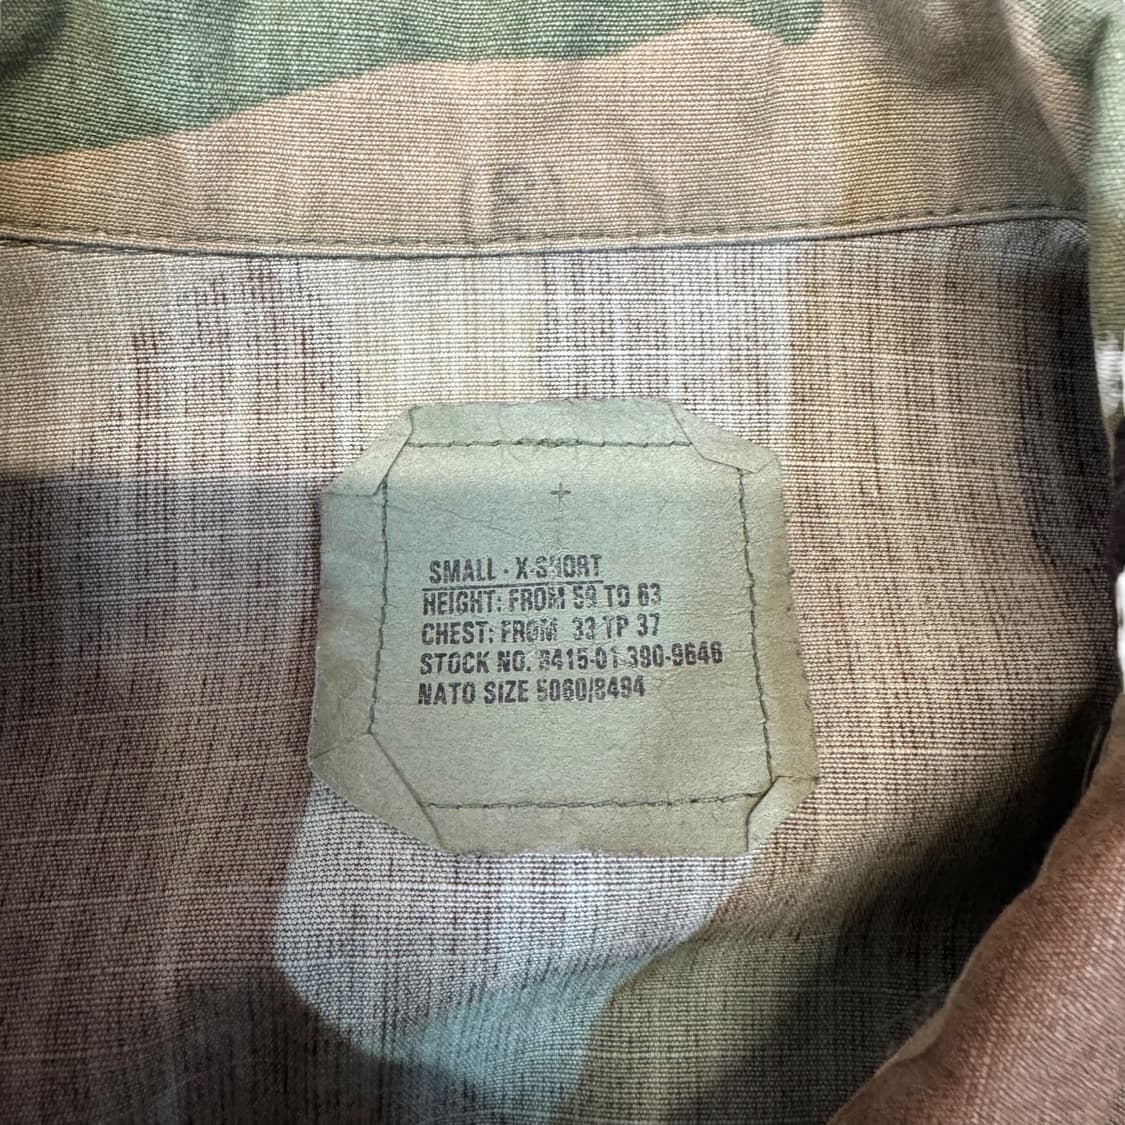 SMALL - X-SHORT
HEIGHT: FROM 59 TO 63
CHEST: FROM 33 TP 37
STOCK NO. 8415-01-390-9646
NATO SIZE 5060/8494